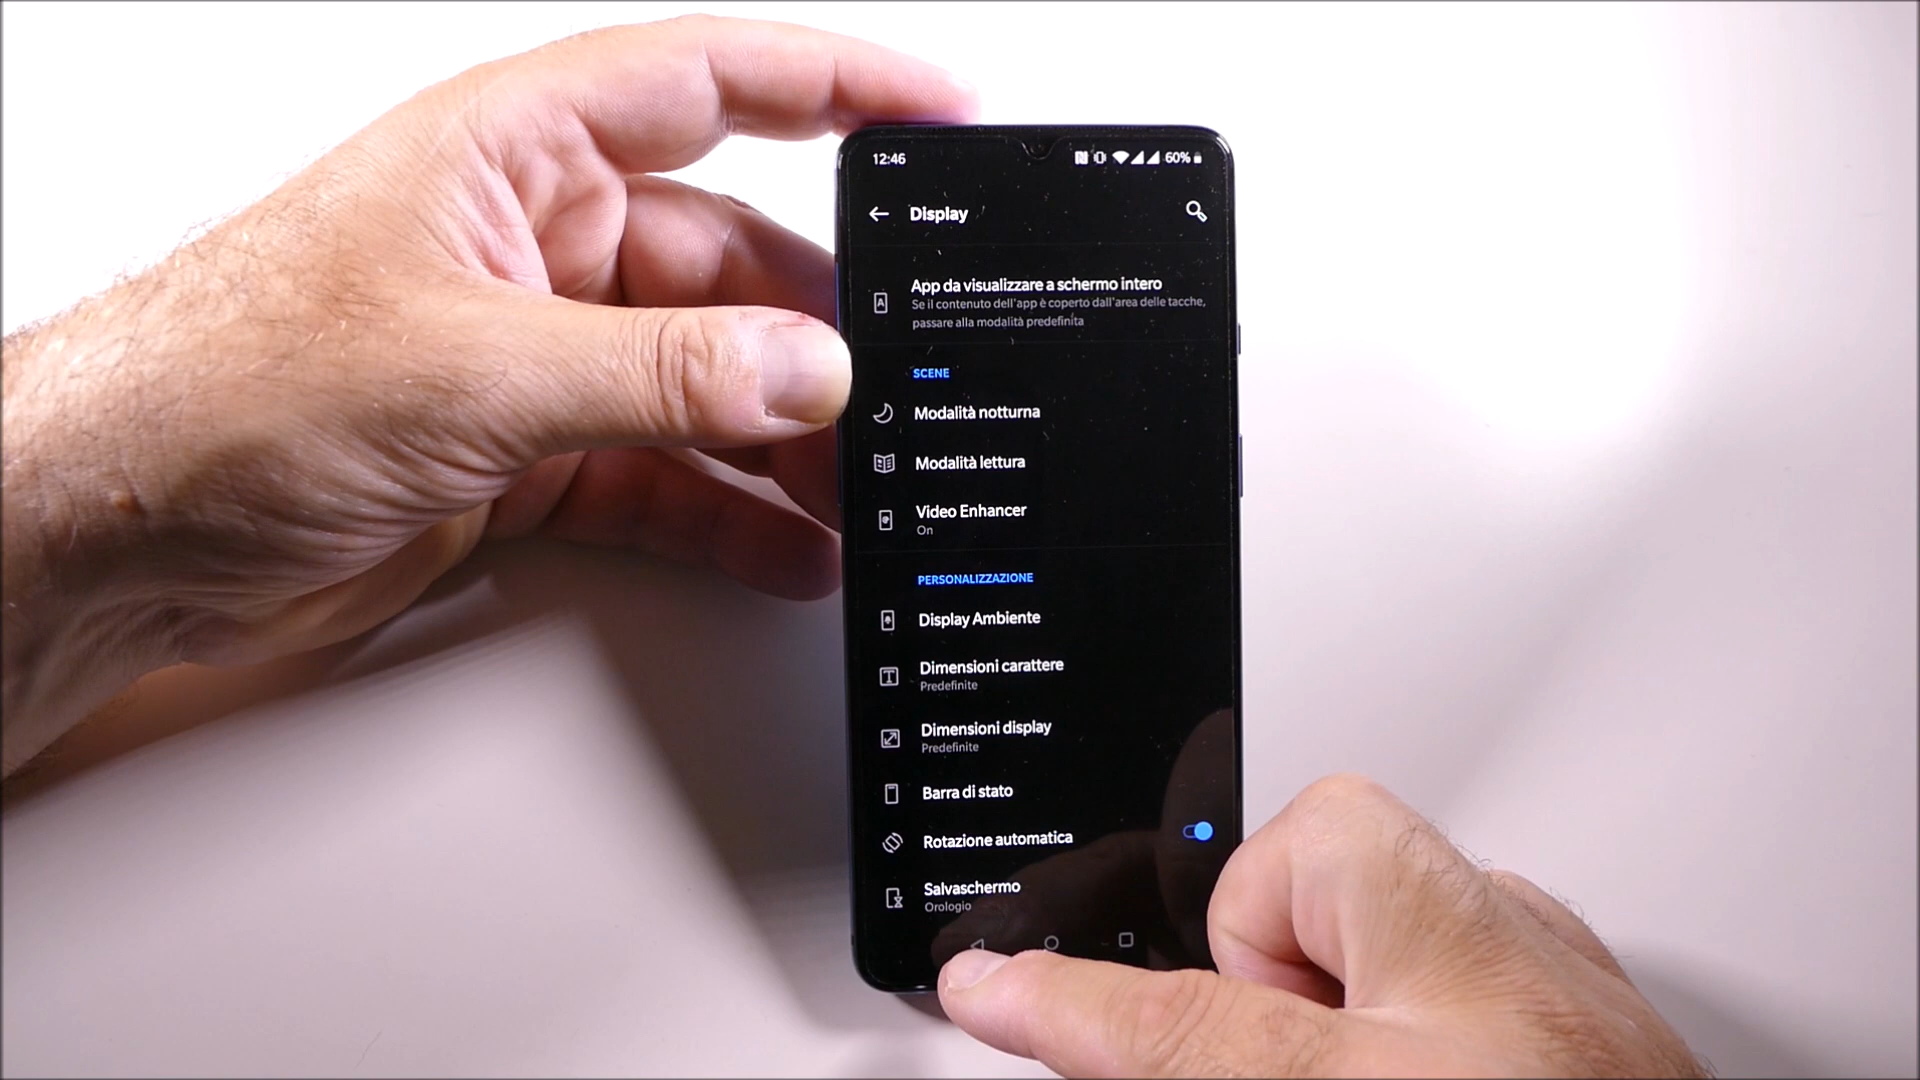 12:46
60%
Display
App da visualizzare a schermo intero
Se il contenuto dell'app è coperto dall'area delle tacche,
passare alla modalità predefinita
SCENE
Modalità notturna
Modalità lettura
Video Enhancer
On
PERSONALIZZAZIONE
Display Ambiente
Dimensioni carattere
Predefinite
Dimensioni display
Predefinite
Barra di stato
Rotazione automatica
Salvaschermo
Orologio